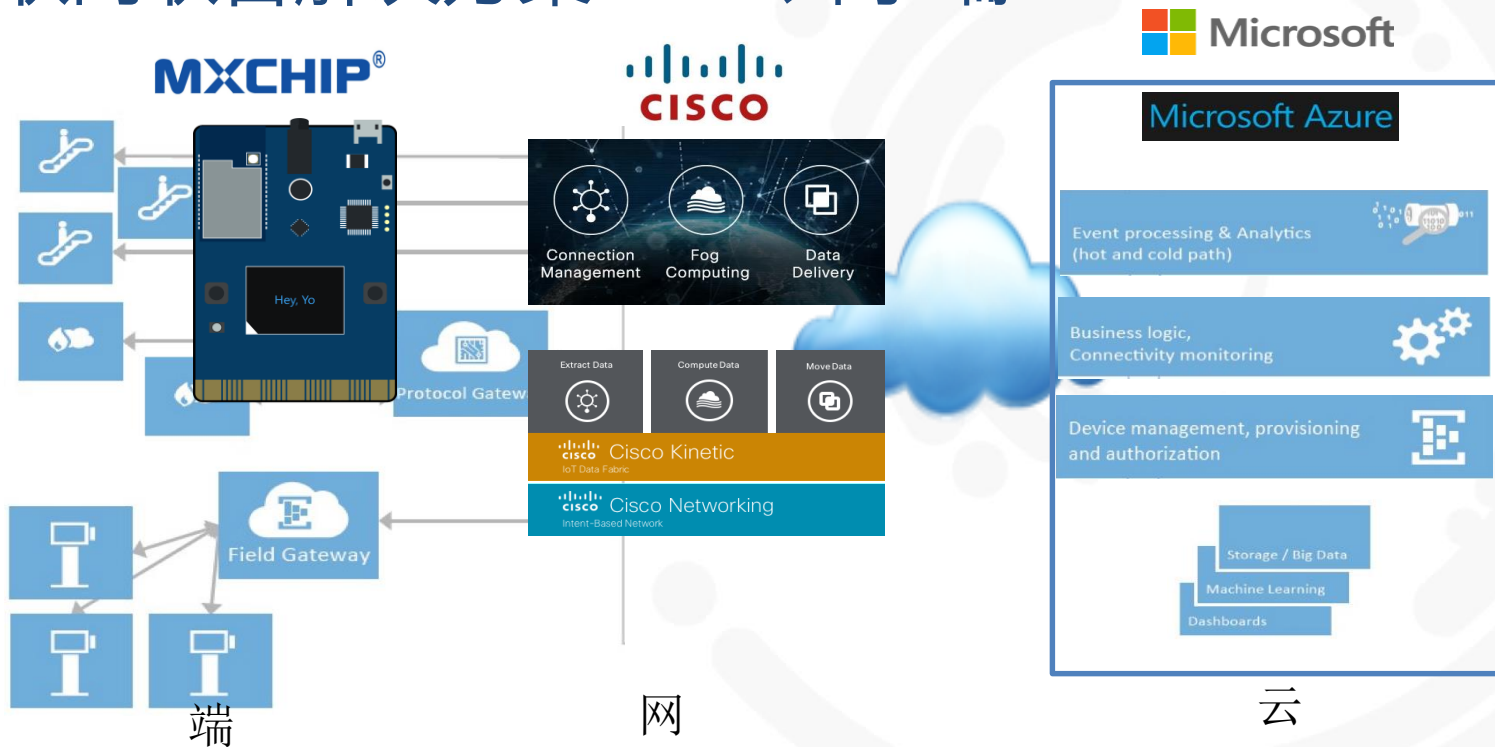 Microsoft
MXCHIP®
CISCO
Microsoft Azure
Connection Management
Fog Computing
Data Delivery
Event processing & Analytics
(hot and cold path)
Hey, Yo
Business logic,
Connectivity monitoring
Extract Data
Compute Data
Move Data
Protocol
CISCO Cisco Kinetic
IoT Data Fabric
Device management, provisioning
and authorization
CISCO Cisco Networking
Intent-Based Network
Field Gateway
Storage / Big Data
Machine Learning
Dashboards
端
网
云